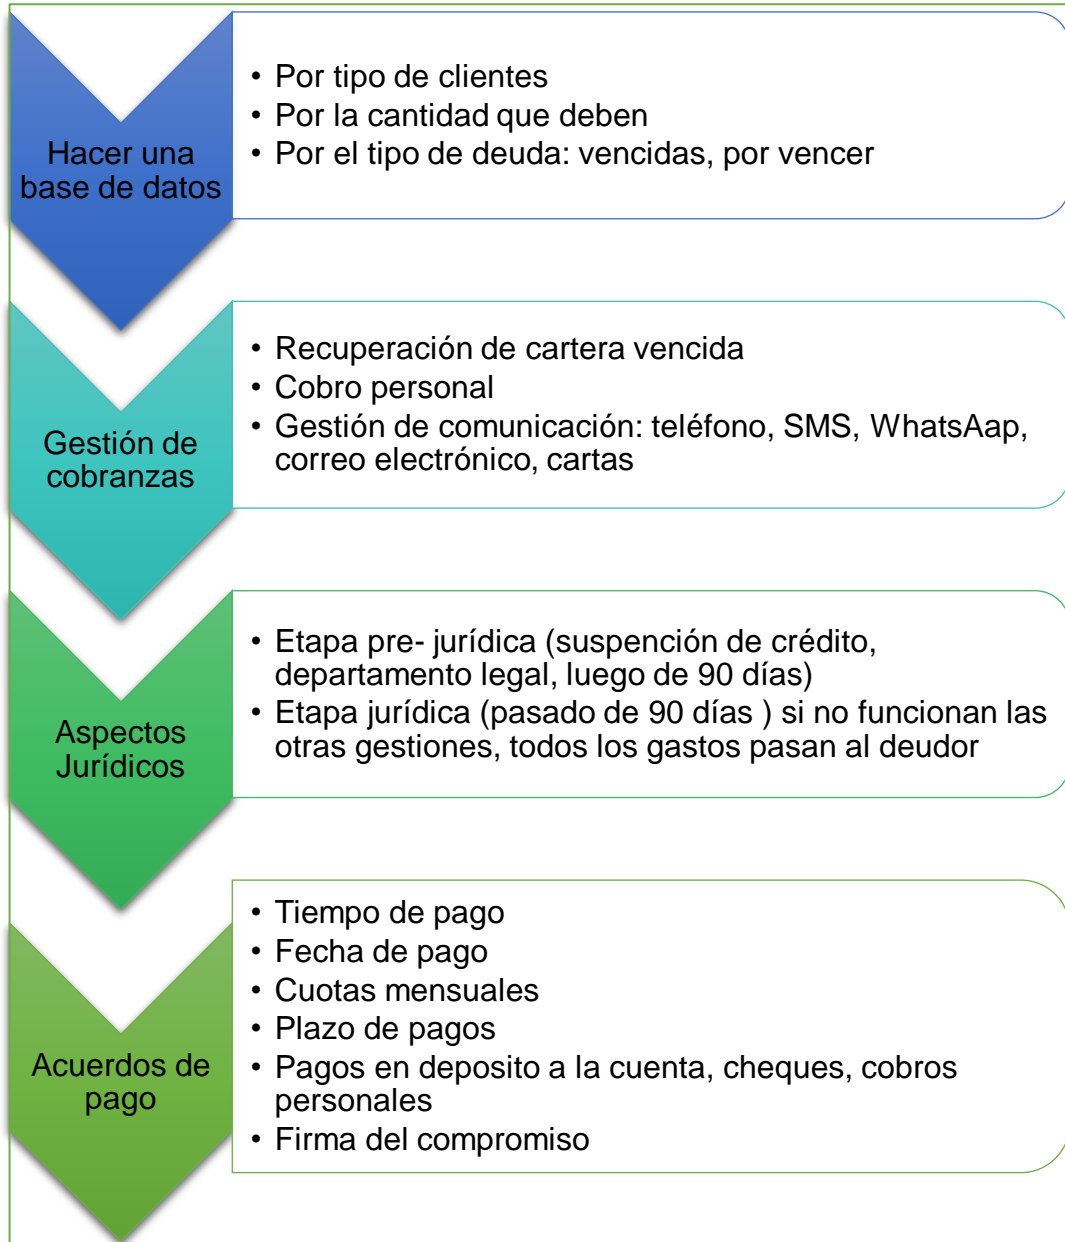 Hacer una
base de datos
• Por tipo de clientes
• Por la cantidad que deben
• Por el tipo de deuda: vencidas, por vencer
Gestión de
cobranzas
• Recuperación de cartera vencida
• Cobro personal
• Gestión de comunicación: teléfono, SMS, WhatsAap,
correo electrónico, cartas
Aspectos
Jurídicos
• Etapa pre- jurídica (suspención de crédito,
departamento legal, luego de 90 días)
• Etapa jurídica (pasado de 90 días ) si no funcionan las
otras gestiones, todos los gastos pasan al deudor
Acuerdos de
pago
• Tiempo de pago
• Fecha de pago
• Cuotas mensuales
• Plazo de pagos
• Pagos en deposito a la cuenta, cheques, cobros
personales
• Firma del compromiso